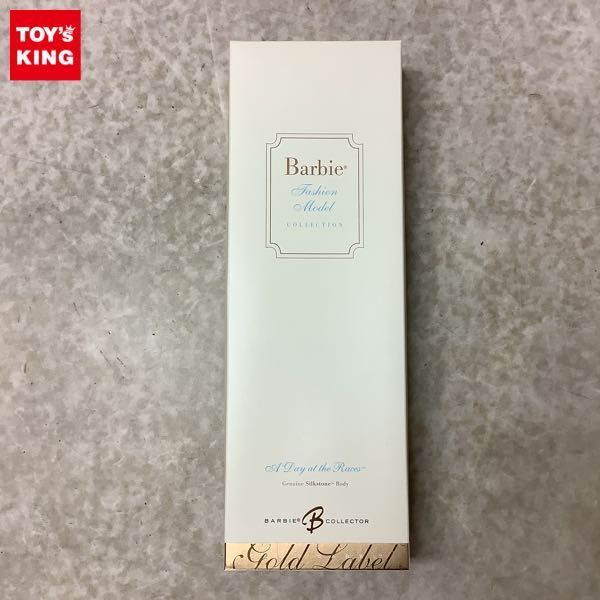 TOY'S
KING
Barbie®
Fashion
Model
COLLECTION
A Day at the Races™
Genuine Silkstone™ Body
BARBIE® B COLLECTOR
Gold Label